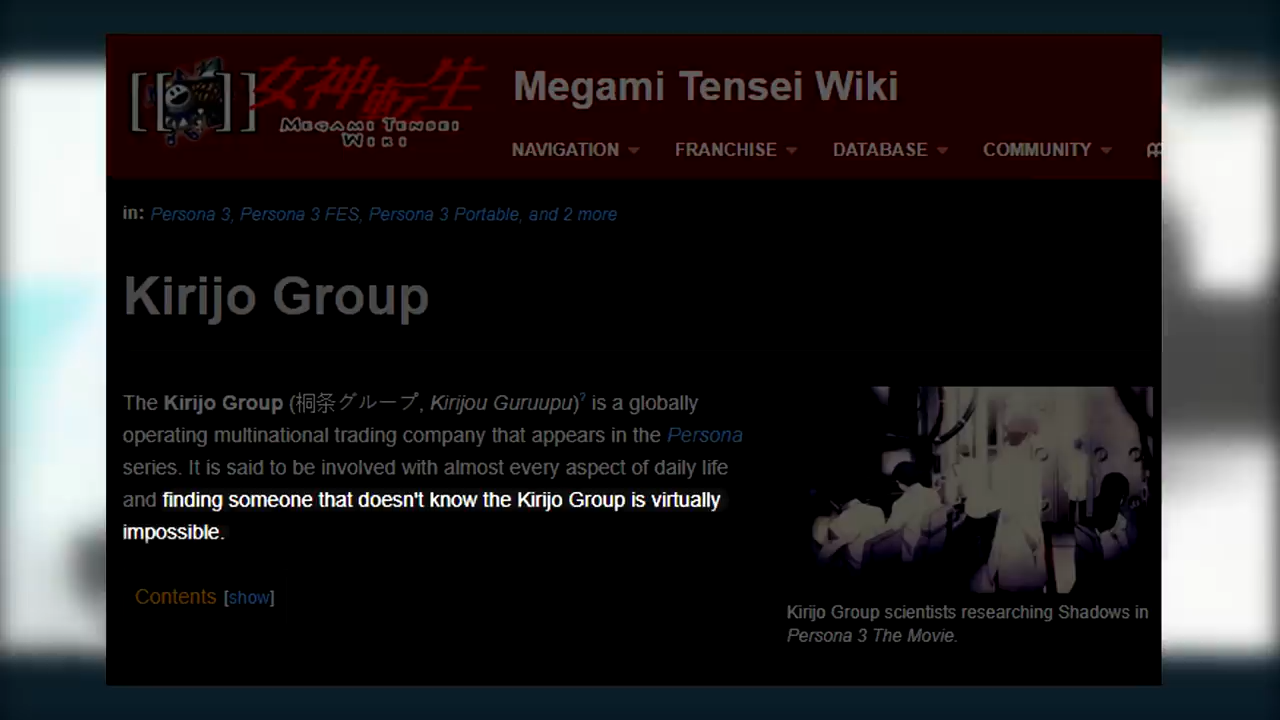 [[ ]] 女神転生
MEGAMI TENSEI
WIKI
Megami Tensei Wiki
NAVIGATION FRANCHISE DATABASE COMMUNITY
in: Persona 3, Persona 3 FES, Persona 3 Portable, and 2 more
Kirijo Group
The Kirijo Group (桐条グループ, Kirijou Guruupu)? is a globally
operating multinational trading company that appears in the Persona
series. It is said to be involved with almost every aspect of daily life
and finding someone that doesn't know the Kirijo Group is virtually
impossible.
Contents [show]
Kirijo Group scientists researching Shadows in
Persona 3 The Movie.